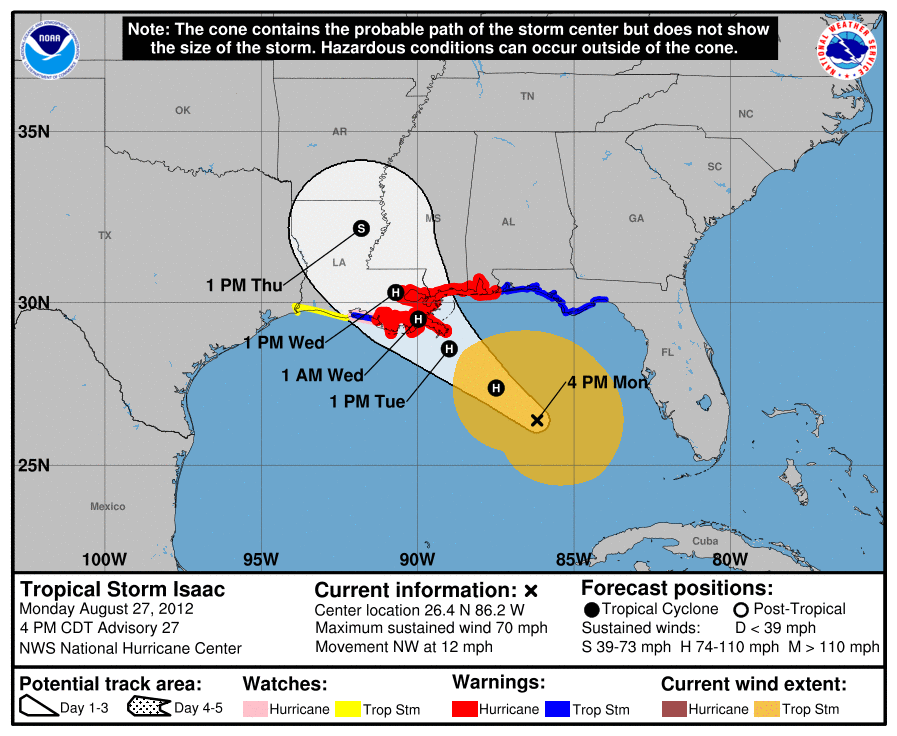 Note: The cone contains the probable path of the storm center but does not show
the size of the storm. Hazardous conditions can occur outside of the cone.
NOAA
NATIONAL WEATHER SERVICE
OK
TN
NC
35N
AR
SC
MS
AL
GA
TX
LA
1 PM Thu
S
H
30N
H
1 PM Wed
H
FL
1 AM Wed
H
4 PM Mon
1 PM Tue
25N
Mexico
Cuba
100W
95W
90W
85W
80W
Tropical Storm Isaac
Monday August 27, 2012
4 PM CDT Advisory 27
NWS National Hurricane Center
Current information: ×
Center location 26.4 N 86.2 W
Maximum sustained wind 70 mph
Movement NW at 12 mph
Forecast positions:
Tropical Cyclone Post-Tropical
Sustained winds: D < 39 mph
S 39-73 mph H 74-110 mph M > 110 mph
Potential track area:
Day 1-3 Day 4-5
Watches:
Hurricane Trop Stm
Warnings:
Hurricane Trop Stm
Current wind extent:
Hurricane Trop Stm